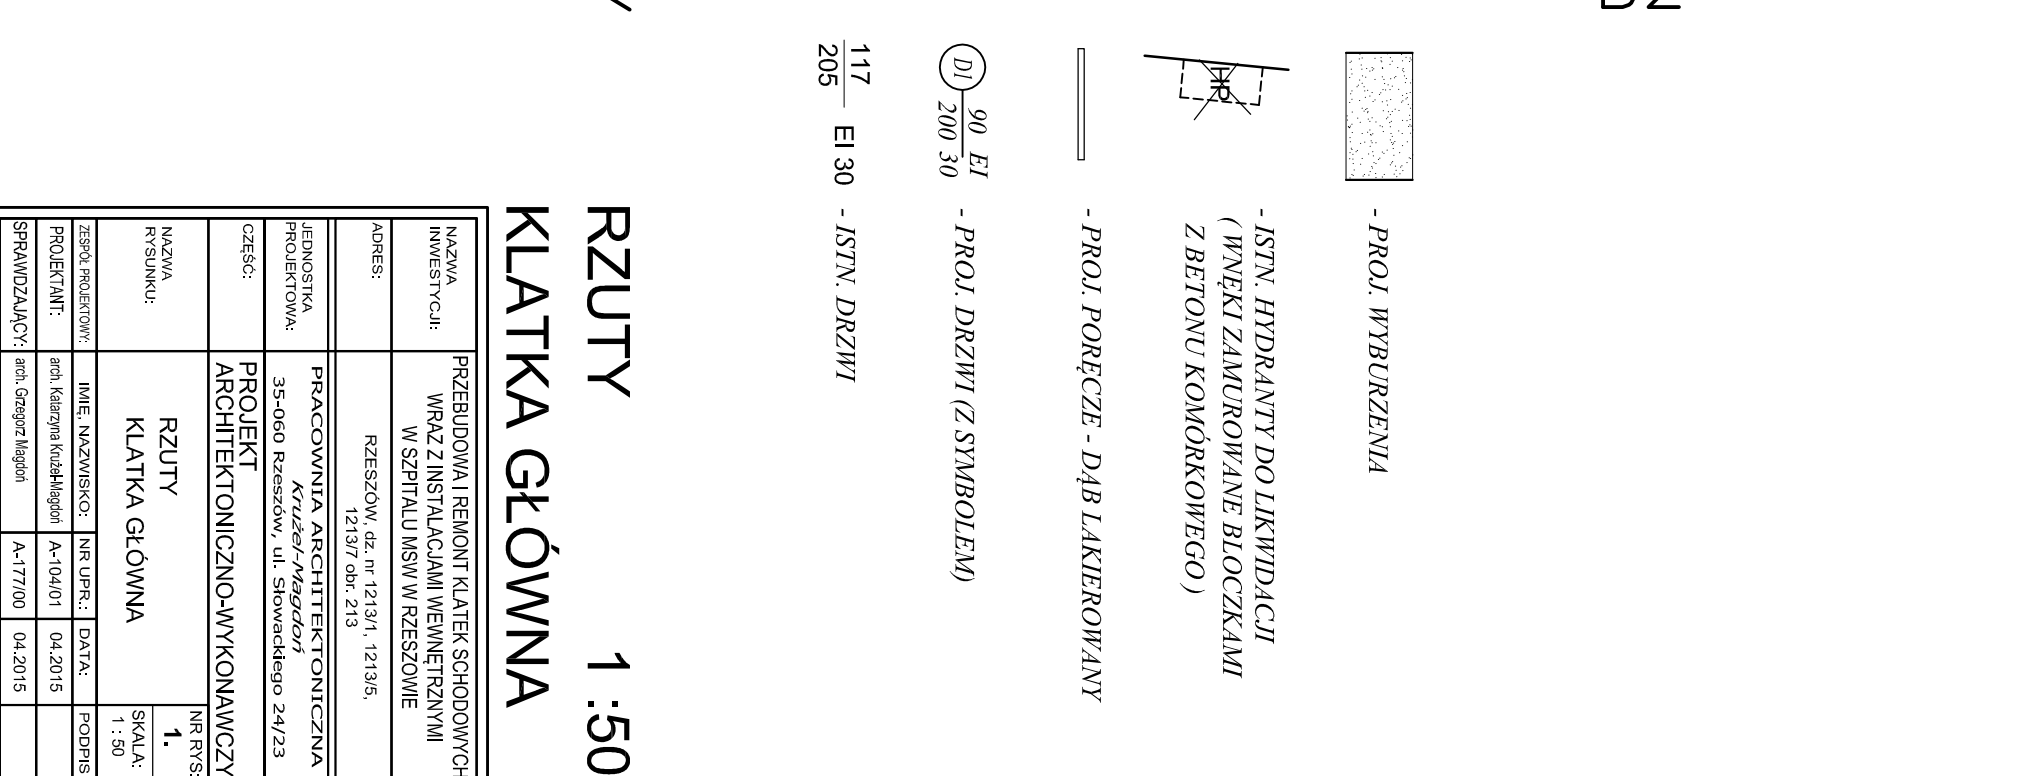 - PROJ. WYBURZENIA
HP
- ISTN. HYDRANTY DO LIKWIDACJI
( WNĘKI ZAMUROWANE BLOCZKAMI
Z BETONU KOMÓRKOWEGO )
- PROJ. PORĘCZE - DĄB LAKIEROWANY
D1 90 EI
200 30
- PROJ. DRZWI (Z SYMBOLEM)
117
205 EI 30
- ISTN. DRZWI
RZUTY 1 :50
KLATKA GŁÓWNA
NAZWA
INWESTYCJI:
PRZEBUDOWA I REMONT KLATEK SCHODOWYCH
WRAZ Z INSTALACJAMI WEWNĘTRZNYMI
W SZPITALU MSW W RZESZOWIE
ADRES:
RZESZÓW, dz. nr 1213/1, 1213/5,
1213/7 obr. 213
JEDNOSTKA
PROJEKTOWA:
PRACOWNIA ARCHITEKTONICZNA
Krużel-Magdoń
35-060 Rzeszów, ul. Słowackiego 24/23
CZĘŚĆ:
PROJEKT
ARCHITEKTONICZNO-WYKONAWCZY
NAZWA
RYSUNKU:
RZUTY
KLATKA GŁÓWNA
NR RYS:
1.
SKALA:
1 : 50
ZESPÓŁ PROJEKTOWY: IMIĘ, NAZWISKO: NR UPR.: DATA: PODPIS
PROJEKTANT: arch. Katarzyna Krużel-Magdoń A-104/01 04.2015
SPRAWDZAJĄCY: arch. Grzegorz Magdoń A-177/00 04.2015